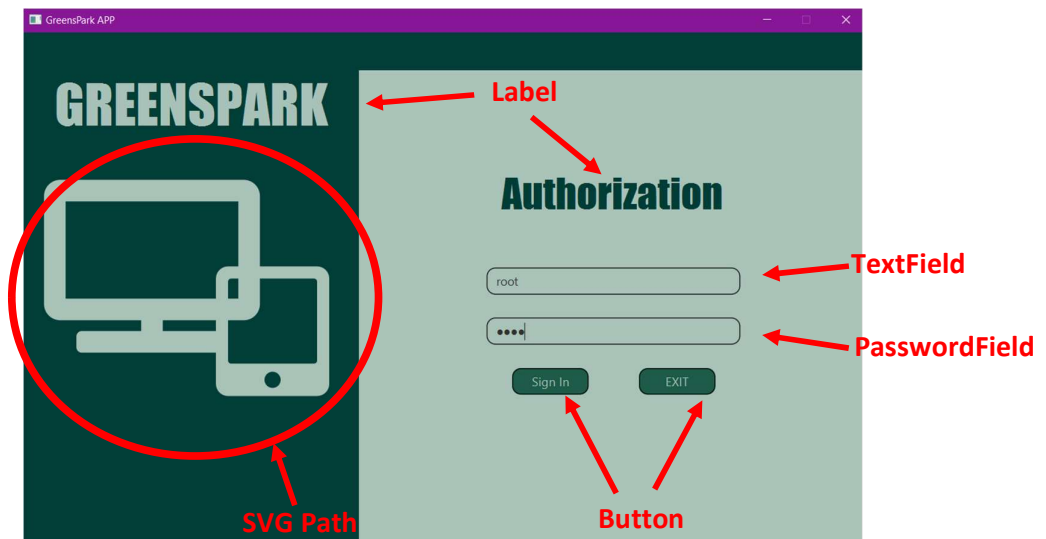 GreensPark APP
GREENSPARK
Label
Authorization
TextField
root
••••
PasswordField
Sign In
EXIT
SVG Path
Button